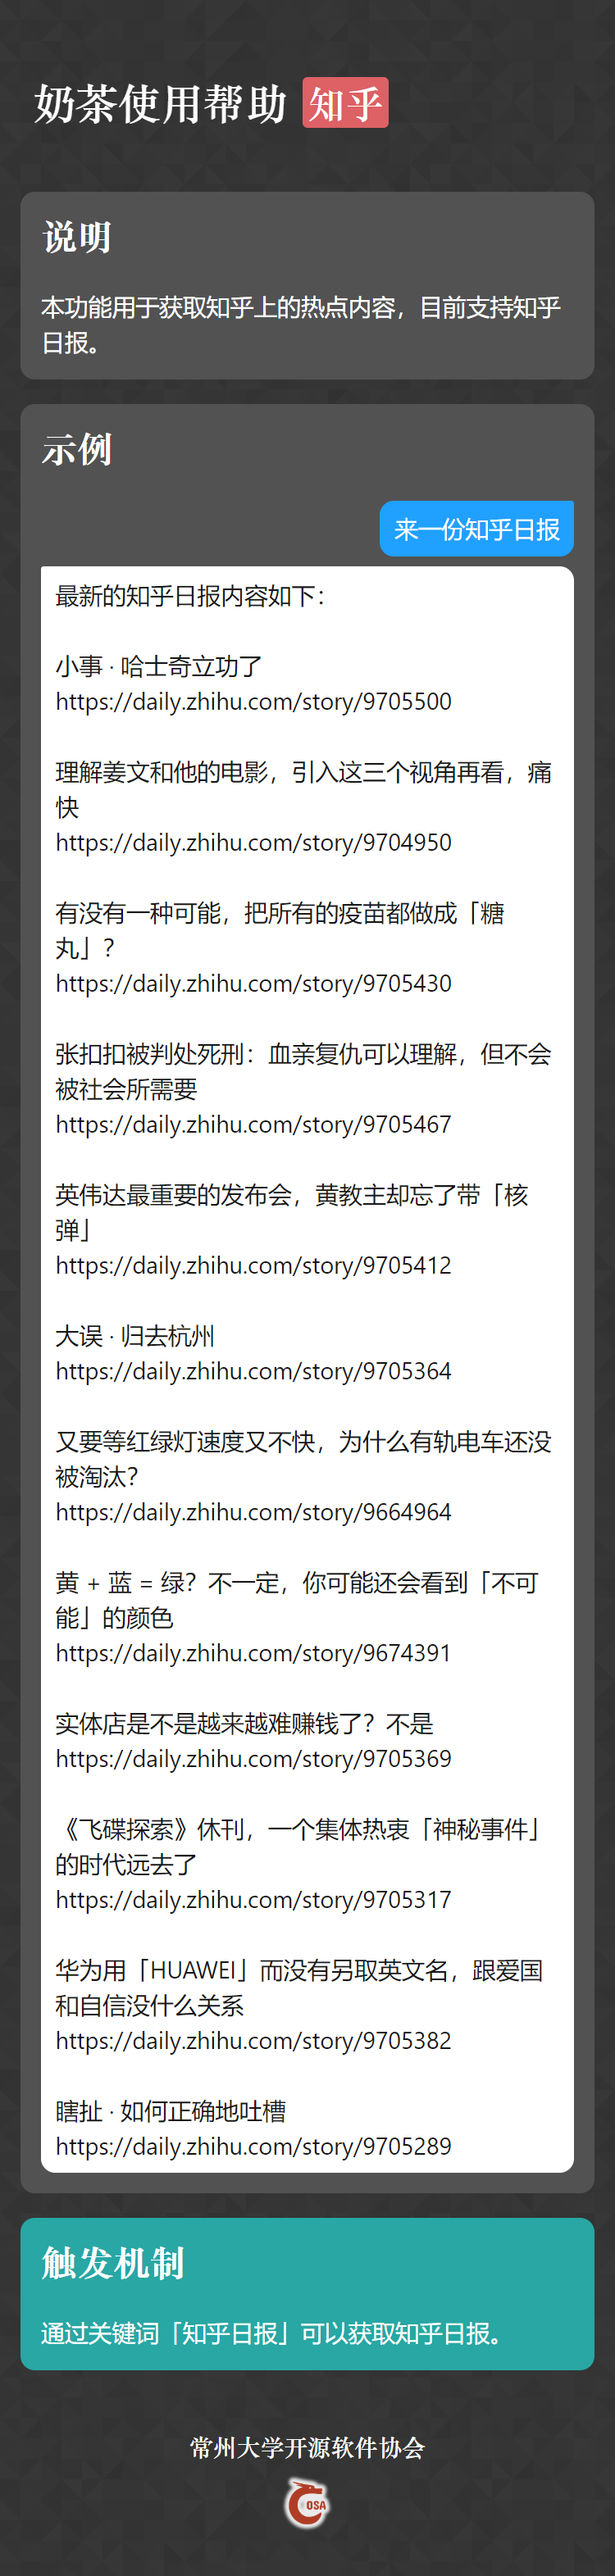 奶茶使用帮助 知乎
说明
本功能用于获取知乎上的热点内容，目前支持知乎
日报。
示例
来一份知乎日报
最新的知乎日报内容如下：
小事 · 哈士奇立功了
https://daily.zhihu.com/story/9705500
理解姜文和他的电影，引入这三个视角再看，痛
快
https://daily.zhihu.com/story/9704950
有没有一种可能，把所有的疫苗都做成「糖
丸」？
https://daily.zhihu.com/story/9705430
张扣扣被判处死刑：血亲复仇可以理解，但不会
被社会所需要
https://daily.zhihu.com/story/9705467
英伟达最重要的发布会，黄教主却忘了带「核
弹」
https://daily.zhihu.com/story/9705412
大误 · 归去杭州
https://daily.zhihu.com/story/9705364
又要等红绿灯速度又不快，为什么有轨电车还没
被淘汰？
https://daily.zhihu.com/story/9664964
黄 + 蓝 = 绿？不一定，你可能还会看到「不可
能」的颜色
https://daily.zhihu.com/story/9674391
实体店是不是越来越难赚钱了？不是
https://daily.zhihu.com/story/9705369
《飞碟探索》休刊，一个集体热衷「神秘事件」
的时代远去了
https://daily.zhihu.com/story/9705317
华为用「HUAWEI」而没有另取英文名，跟爱国
和自信没什么关系
https://daily.zhihu.com/story/9705382
瞎扯 · 如何正确地吐槽
https://daily.zhihu.com/story/9705289
触发机制
通过关键词「知乎日报」可以获取知乎日报。
常州大学开源软件协会
OSA